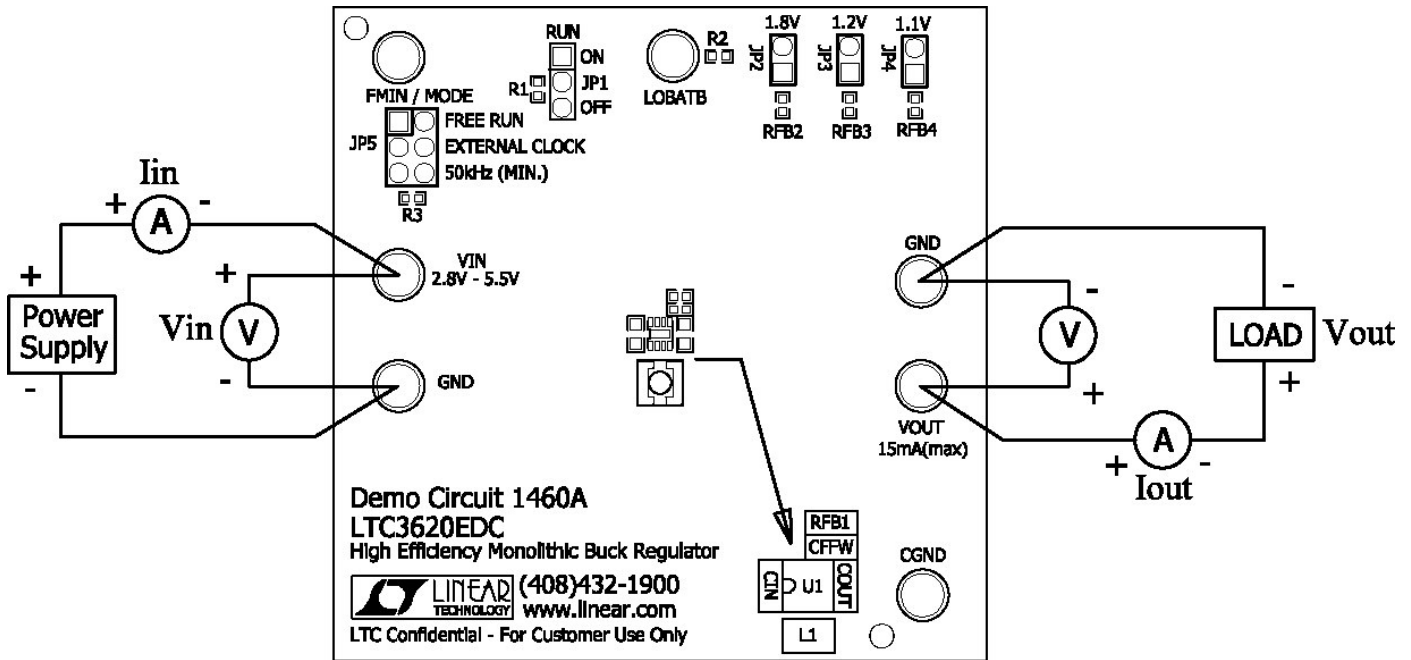 RUN
ON
JP1
OFF
R1
FMIN / MODE
JP5
FREE RUN
EXTERNAL CLOCK
50kHz (MIN.)
R3
LOBATB
R2
1.8V
1.2V
1.1V
JP2
JP3
JP4
RFB2
RFB3
RFB4
Iin
+
A
-
+
Power
Supply
-
Vin
+
V
-
VIN
2.8V - 5.5V
GND
GND
VOUT
15mA(max)
-
V
+
-
LOAD
+
Vout
+
A
-
Iout
Demo Circuit 1460A
LTC3620EDC
High Efficiency Monolithic Buck Regulator
LT
LINEAR
TECHNOLOGY
(408)432-1900
www.linear.com
LTC Confidential - For Customer Use Only
RFB1
CFFW
CIN
U1
COUT
L1
CGND